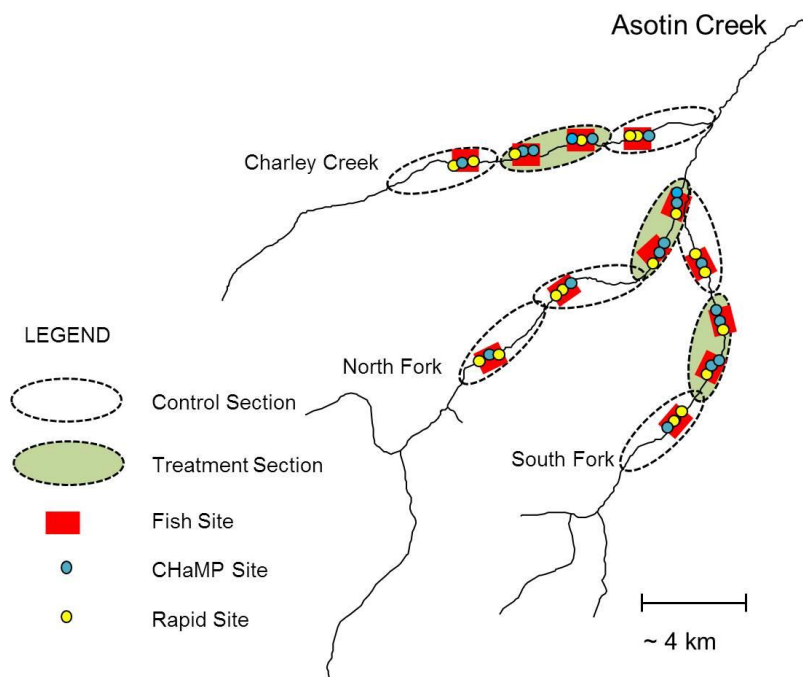 Asotin Creek
Charley Creek
LEGEND
North Fork
Control Section
South Fork
Treatment Section
Fish Site
CHaMP Site
Rapid Site
~ 4 km